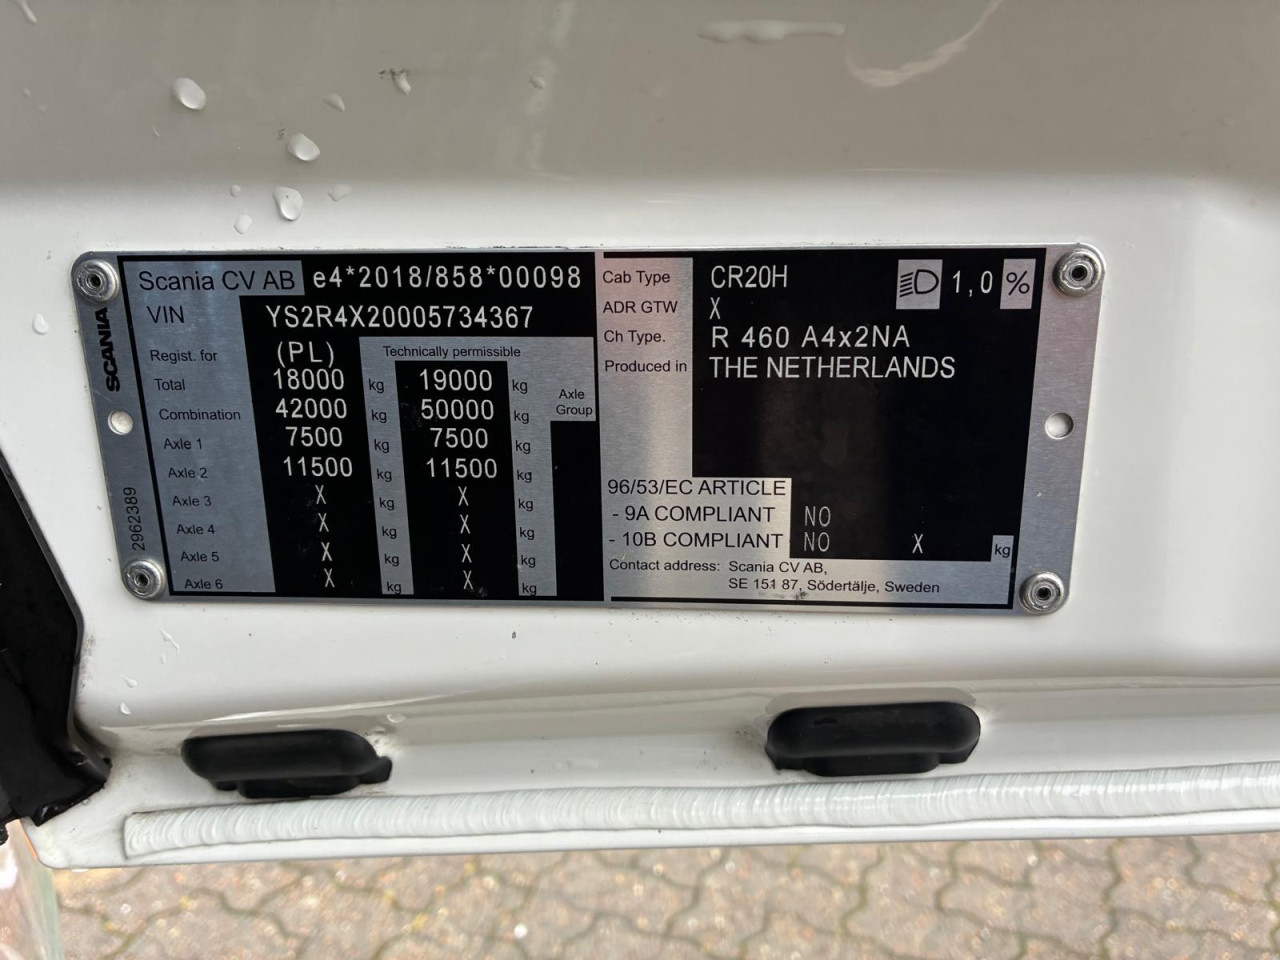 SCANIA
2962389
Scania CV AB e4*2018/858*00098
VIN YS2R4X20005734367
Regist. for (PL) Technically permissible
Total 18000 kg 19000 kg Axle Group
Combination 42000 kg 50000 kg
Axle 1 7500 kg 7500 kg
Axle 2 11500 kg 11500 kg
Axle 3 X kg X kg
Axle 4 X kg X kg
Axle 5 X kg X kg
Axle 6 X kg X kg
Cab Type CR20H 1,0 %
ADR GTW X
Ch Type. R 460 A4x2NA
Produced in THE NETHERLANDS
96/53/EC ARTICLE
- 9A COMPLIANT NO
- 10B COMPLIANT NO X kg
Contact address: Scania CV AB,
SE 151 87, Södertälje, Sweden